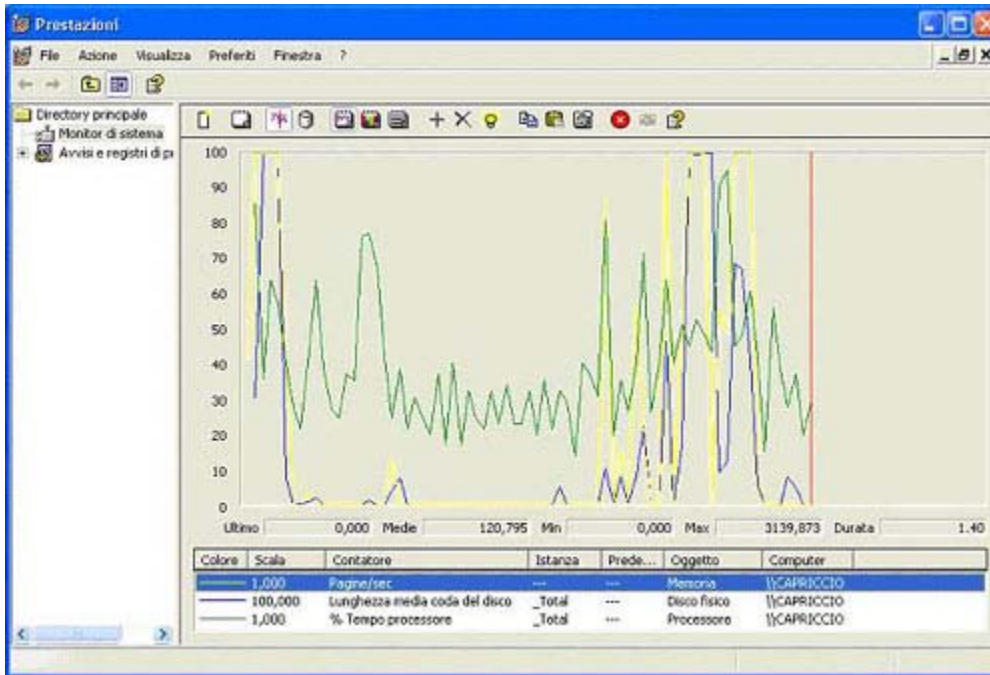 Prestazioni
File Azione Visualizza Preferiti Finestra ?
Directory principale
Monitor di sistema
Avvisi e registri di p
100
90
80
70
60
50
40
30
20
10
0
Ultimo 0,000 Medie 120,795 Min 0,000 Max 3139,873 Durata 1.40
Colore Scala Contatore Istanza Prede... Oggetto Computer
1,000 Pagine/sec --- --- Memoria \\CAPRICCIO
100,000 Lunghezza media coda del disco _Total --- Disco fisico \\CAPRICCIO
1,000 % Tempo processore _Total --- Processore \\CAPRICCIO